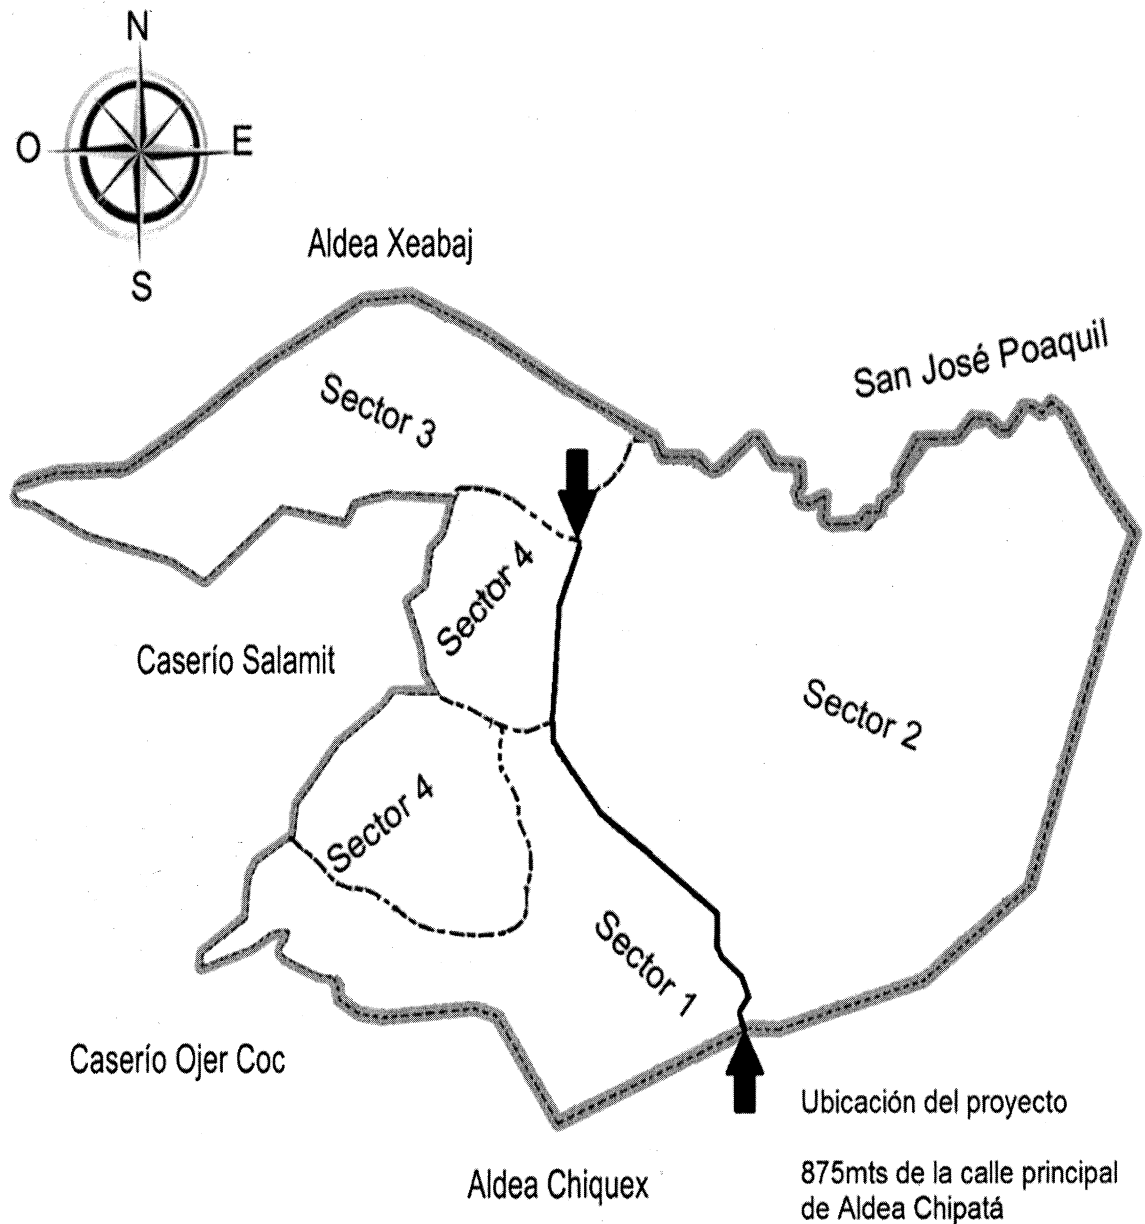 N
O
E
S
Aldea Xeabaj
San José Poaquil
Sector 3
Sector 4
Caserío Salamit
Sector 2
Sector 4
Sector 1
Caserío Ojer Coc
Ubicación del proyecto
Aldea Chiquex
875mts de la calle principal
de Aldea Chipatá